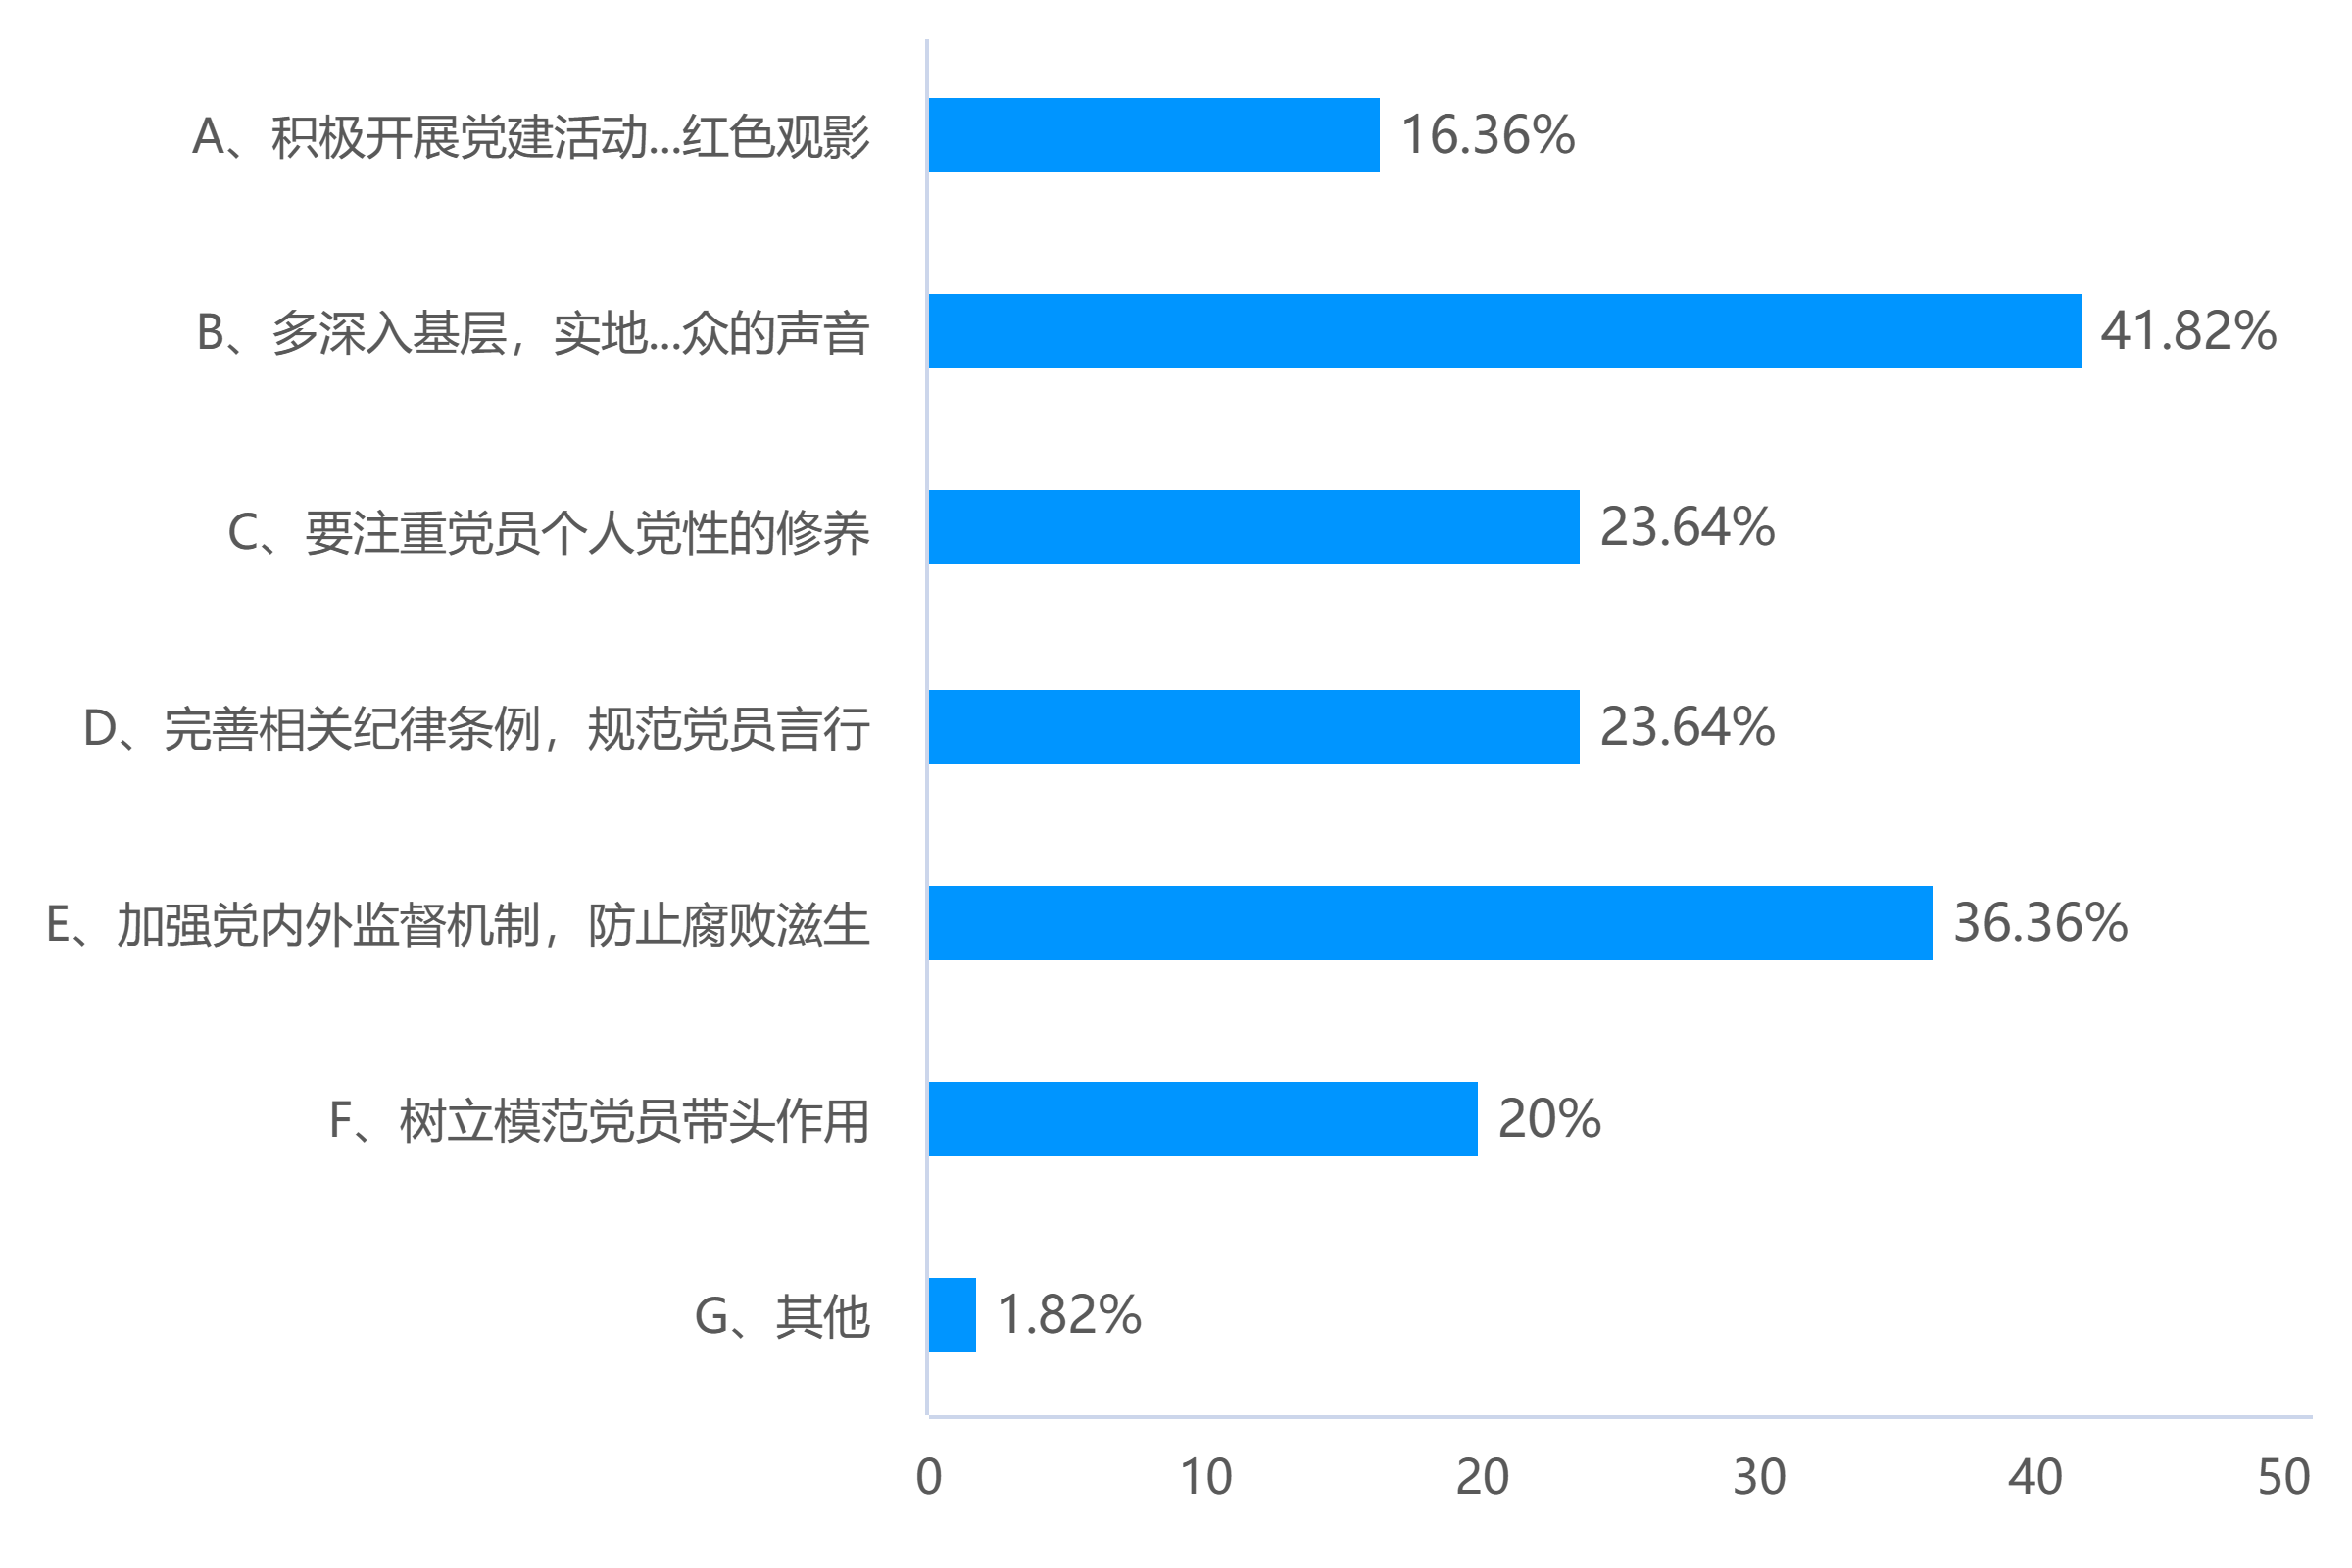 A、积极开展党建活动...红色观影
16.36%
B、多深入基层，实地...众的声音
41.82%
C、要注重党员个人党性的修养
23.64%
D、完善相关纪律条例，规范党员言行
23.64%
E、加强党内外监督机制，防止腐败滋生
36.36%
F、树立模范党员带头作用
20%
G、其他
1.82%
0 10 20 30 40 50